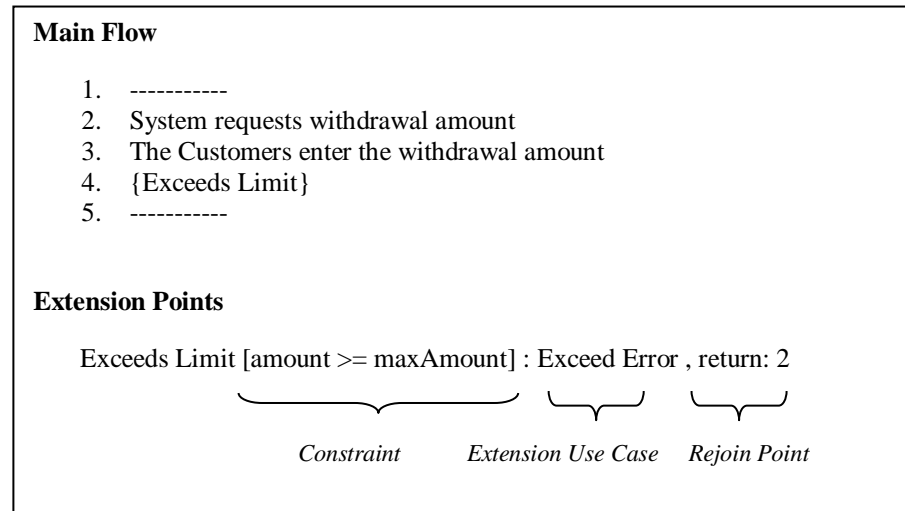 Main Flow
1. -----------
2. System requests withdrawal amount
3. The Customers enter the withdrawal amount
4. {Exceeds Limit}
5. -----------
Extension Points
Exceeds Limit [amount >= maxAmount] : Exceed Error , return: 2
Constraint Extension Use Case Rejoin Point